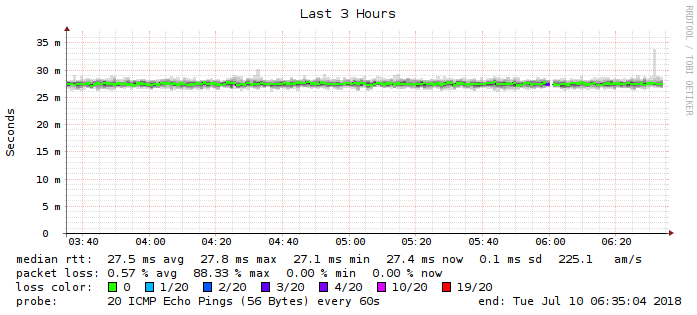 Last 3 Hours
RRDTOOL / TOBI OETIKER
Seconds
35 m
30 m
25 m
20 m
15 m
10 m
5 m
0
03:40 04:00 04:20 04:40 05:00 05:20 05:40 06:00 06:20
median rtt: 27.5 ms avg 27.8 ms max 27.1 ms min 27.4 ms now 0.1 ms sd 225.1 am/s
packet loss: 0.57 % avg 88.33 % max 0.00 % min 0.00 % now
loss color: 0 1/20 2/20 3/20 4/20 10/20 19/20
probe: 20 ICMP Echo Pings (56 Bytes) every 60s end: Tue Jul 10 06:35:04 2018